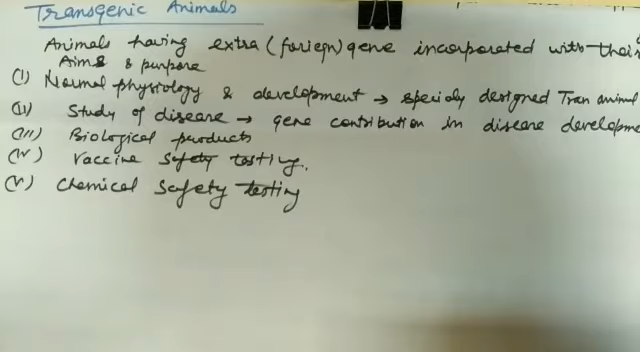 Transgenic Animals
Animals having extra (foriegn) gene incorporated with their
Aims & purpose
(I) Normal physiology & development → specialy designed Tran animal
(II) Study of disease → gene contribution in disease developme
(III) Biological products
(IV) Vaccine safety testing.
(V) Chemical Safety testing